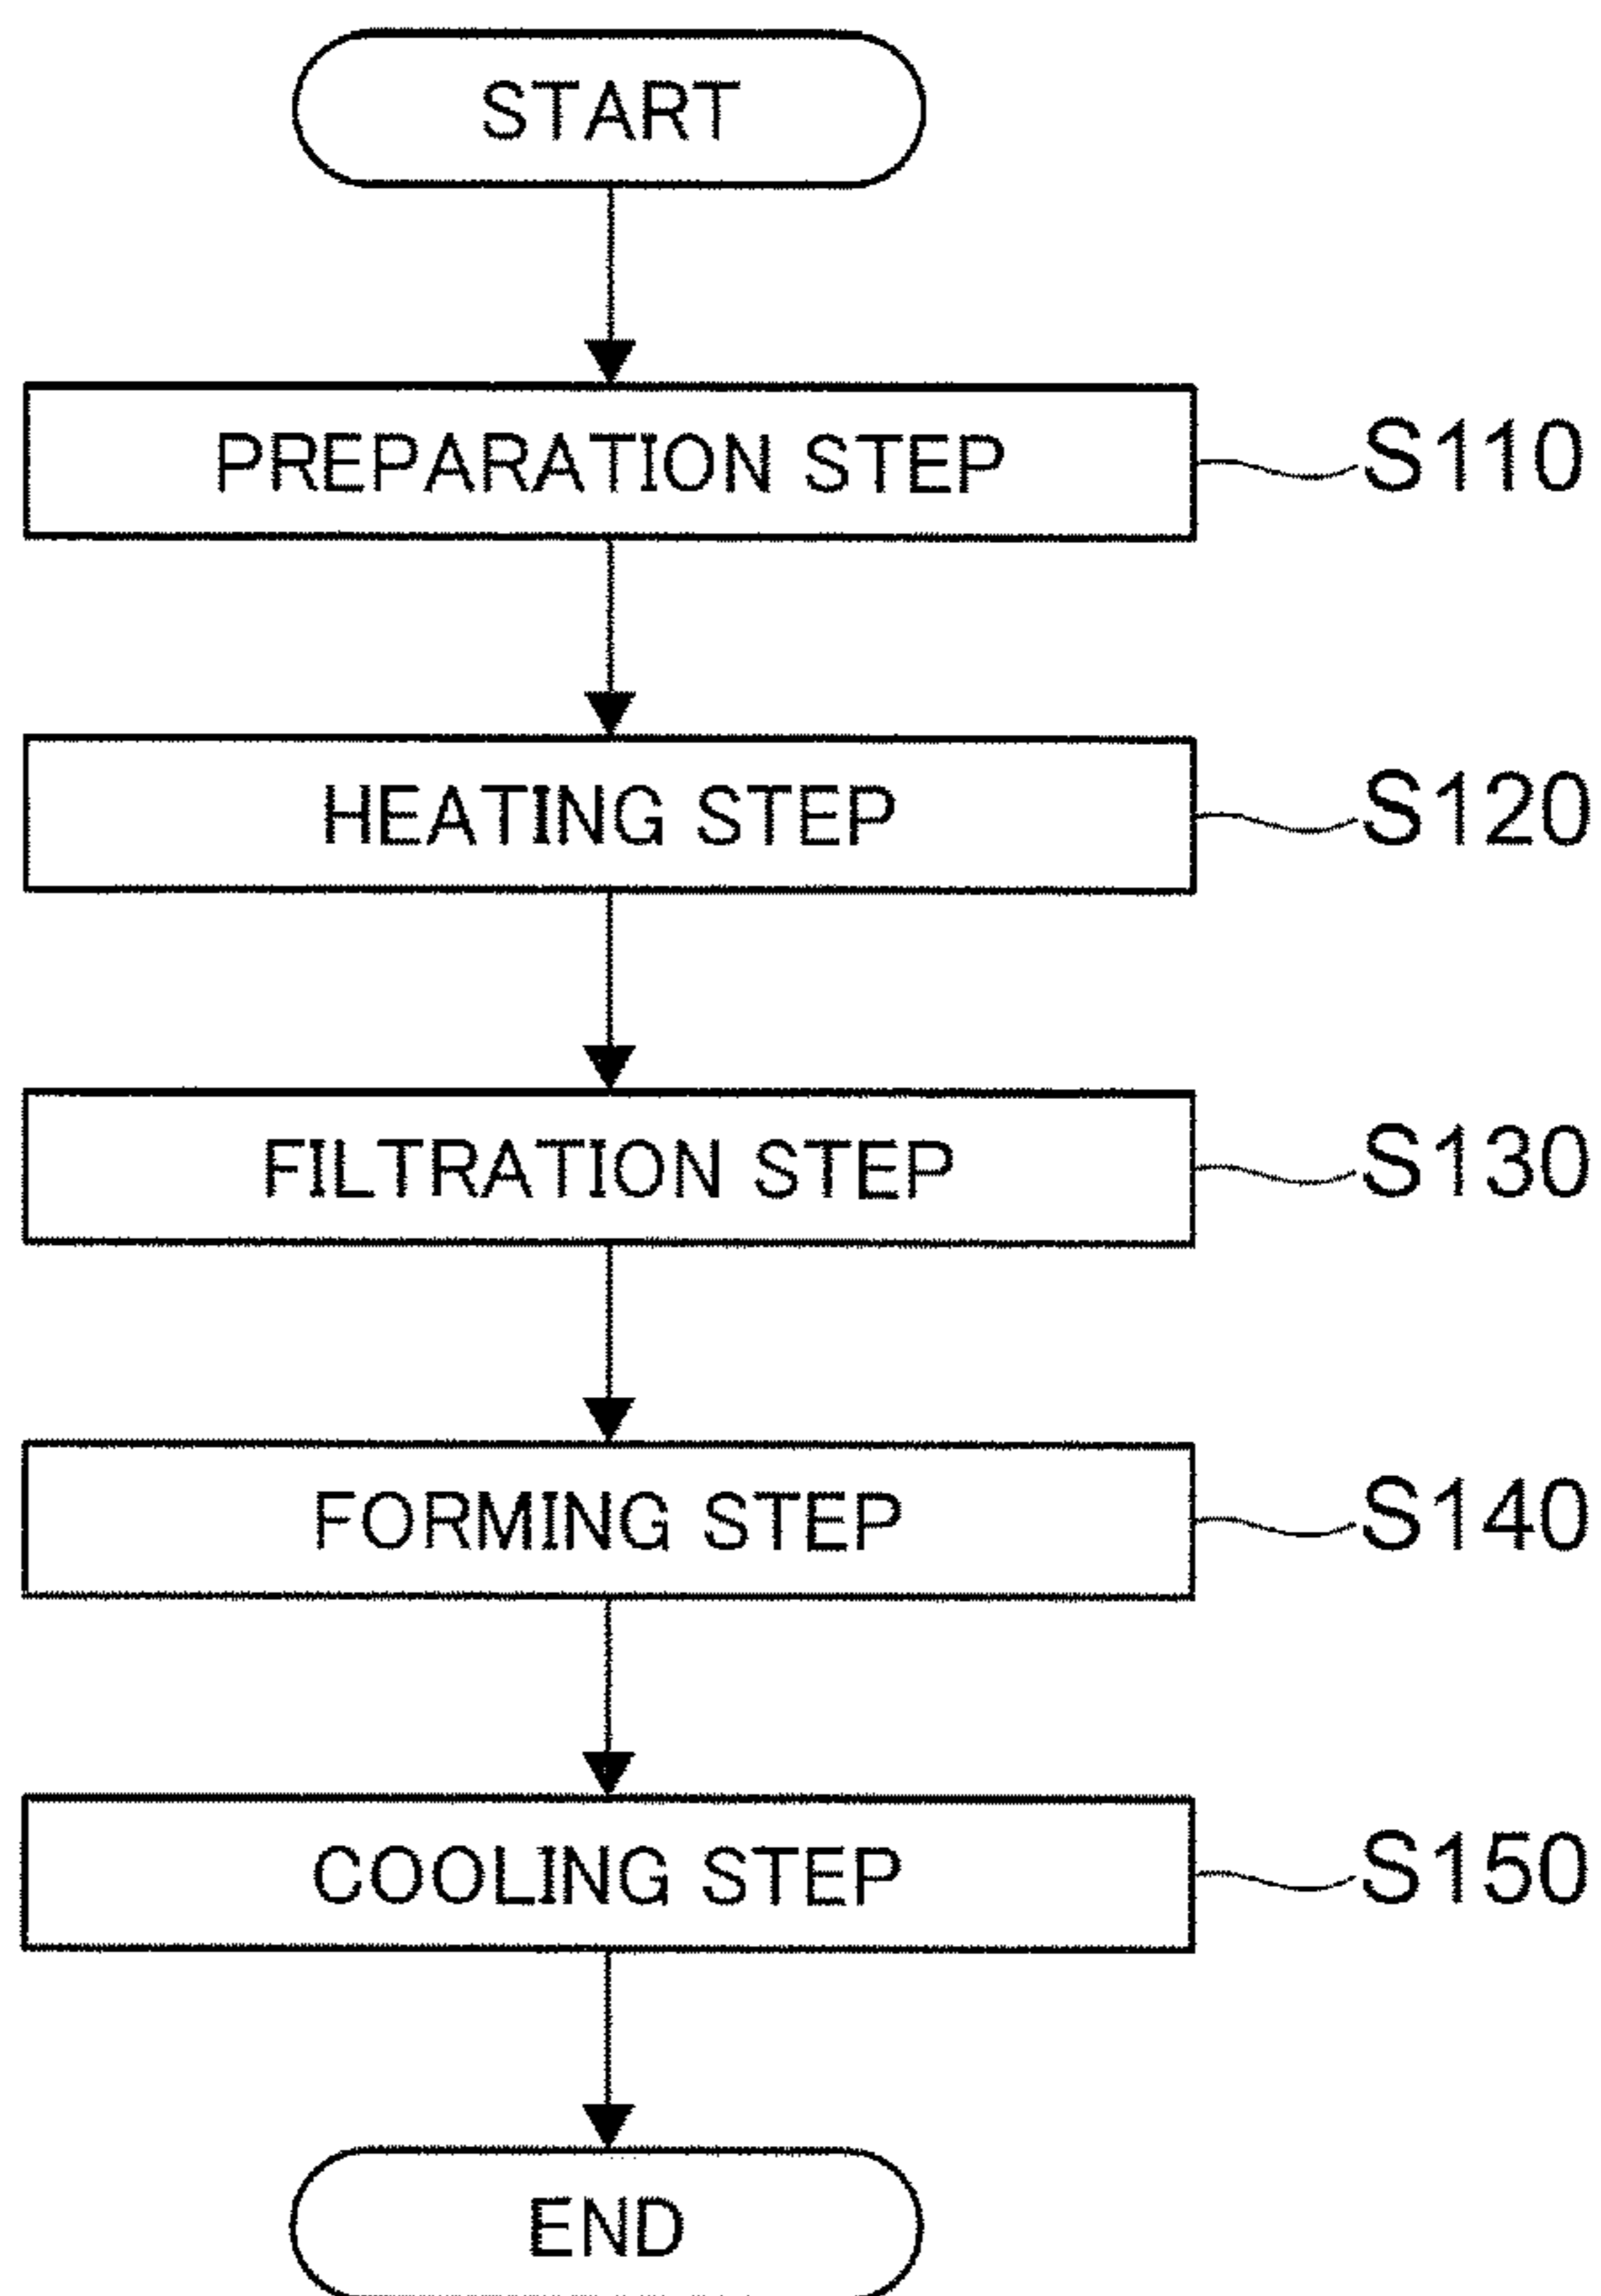 START
PREPARATION STEP S110
HEATING STEP S120
FILTRATION STEP S130
FORMING STEP S140
COOLING STEP S150
END